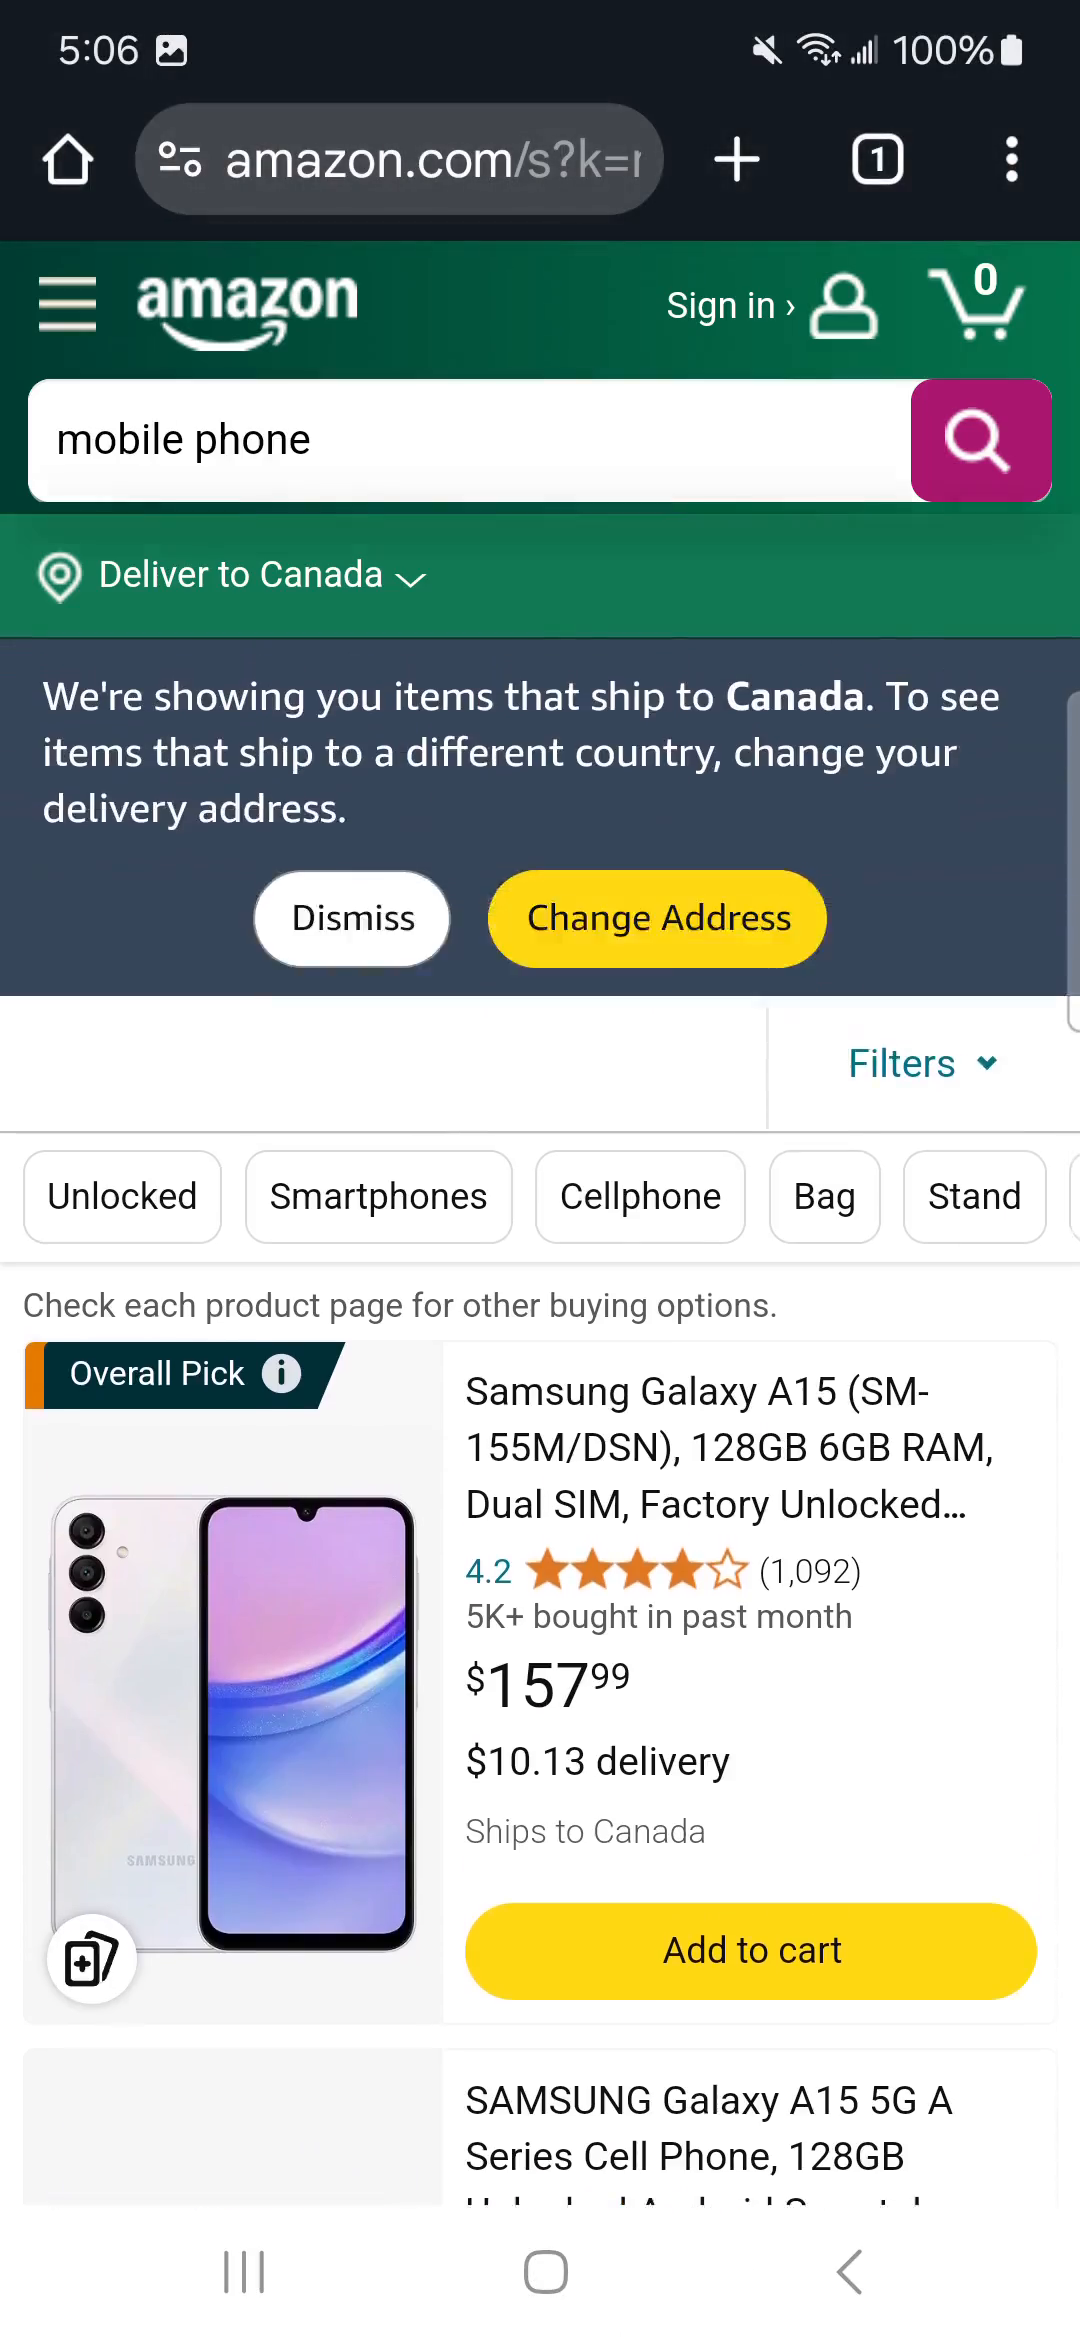 5:06
100%
amazon.com/s?k=
1
amazon
Sign in ›
0
mobile phone
Deliver to Canada
We're showing you items that ship to Canada. To see
items that ship to a different country, change your
delivery address.
Dismiss
Change Address
Filters
Unlocked
Smartphones
Cellphone
Bag
Stand
Check each product page for other buying options.
Overall Pick
Samsung Galaxy A15 (SM-
155M/DSN), 128GB 6GB RAM,
Dual SIM, Factory Unlocked...
4.2
(1,092)
5K+ bought in past month
$157.99
$10.13 delivery
Ships to Canada
SAMSUNG
Add to cart
SAMSUNG Galaxy A15 5G A
Series Cell Phone, 128GB